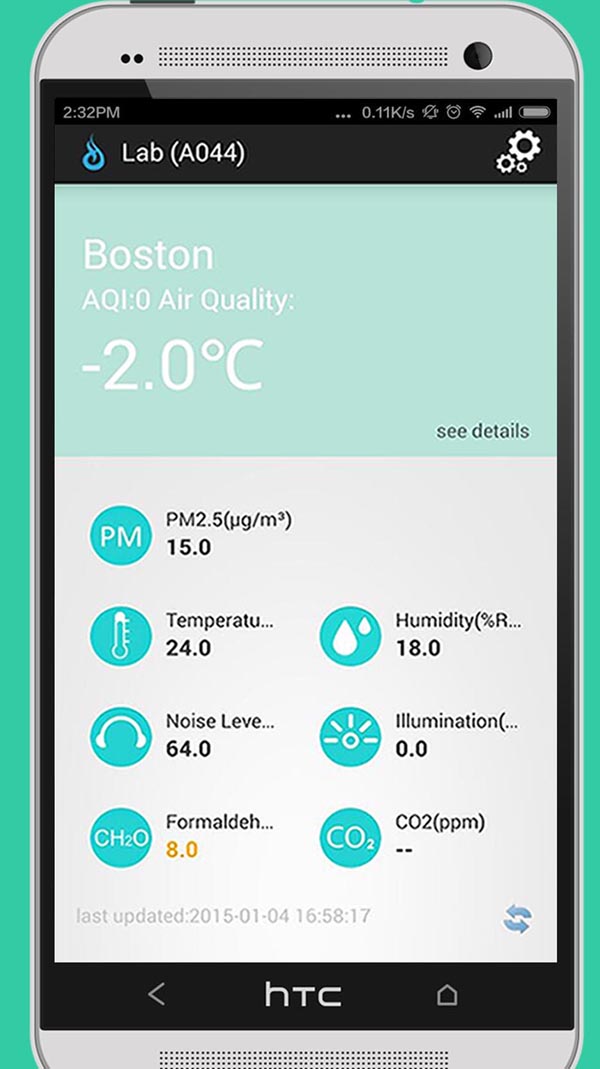 2:32PM ... 0.11K/s
Lab (A044)
Boston
AQI:0 Air Quality:
-2.0℃
see details
PM PM2.5(µg/m³)
15.0
Temperatu... Humidity(%R...
24.0 18.0
Noise Leve... Illumination(...
64.0 0.0
CH₂O Formaldeh... CO₂ CO2(ppm)
8.0 --
last updated:2015-01-04 16:58:17
hTC